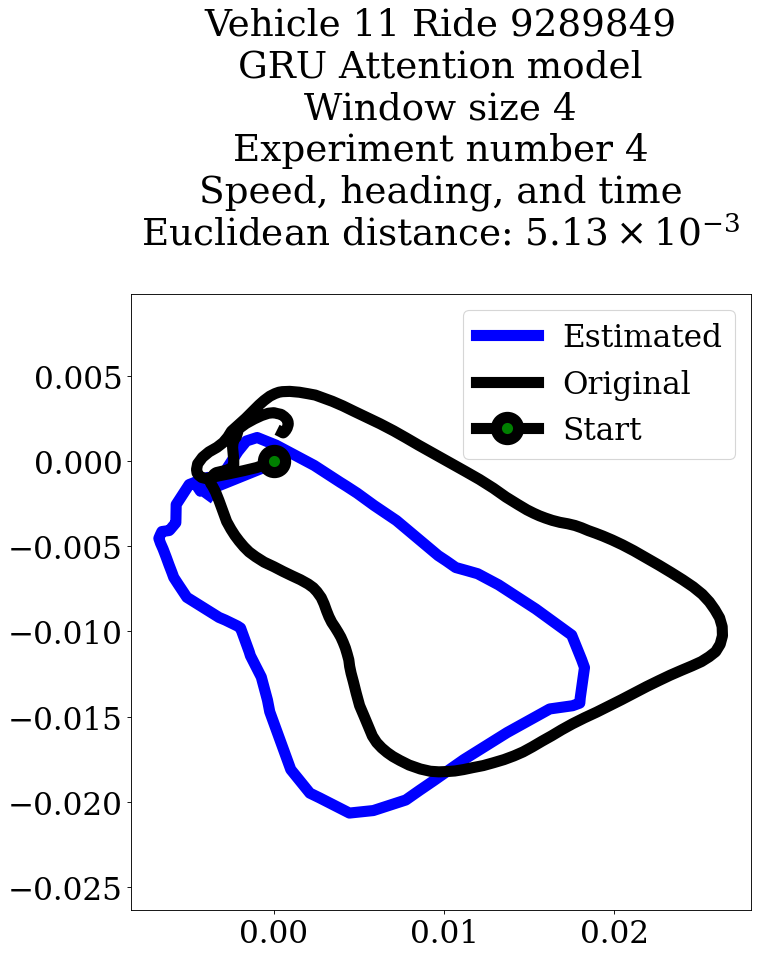 Vehicle 11 Ride 9289849
GRU Attention model
Window size 4
Experiment number 4
Speed, heading, and time
Euclidean distance: 5.13 × 10⁻³
Estimated
Original
Start
0.005
0.000
−0.005
−0.010
−0.015
−0.020
−0.025
0.00 0.01 0.02